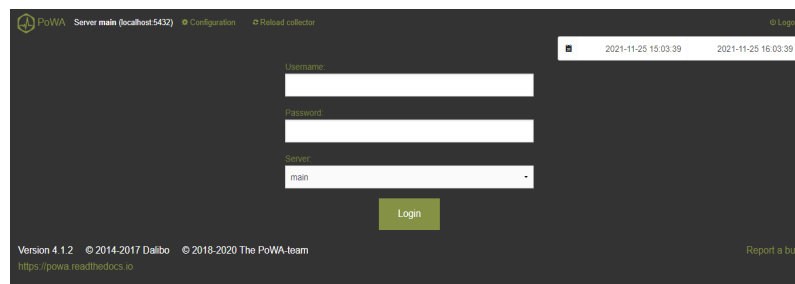 PoWA Server main (localhost:5432) Configuration Reload collector
2021-11-25 15:03:39 2021-11-25 16:03:39
Username:
Password:
Server:
main
Login
Version 4.1.2 © 2014-2017 Dalibo © 2018-2020 The PoWA-team Report a bu
https://powa.readthedocs.io